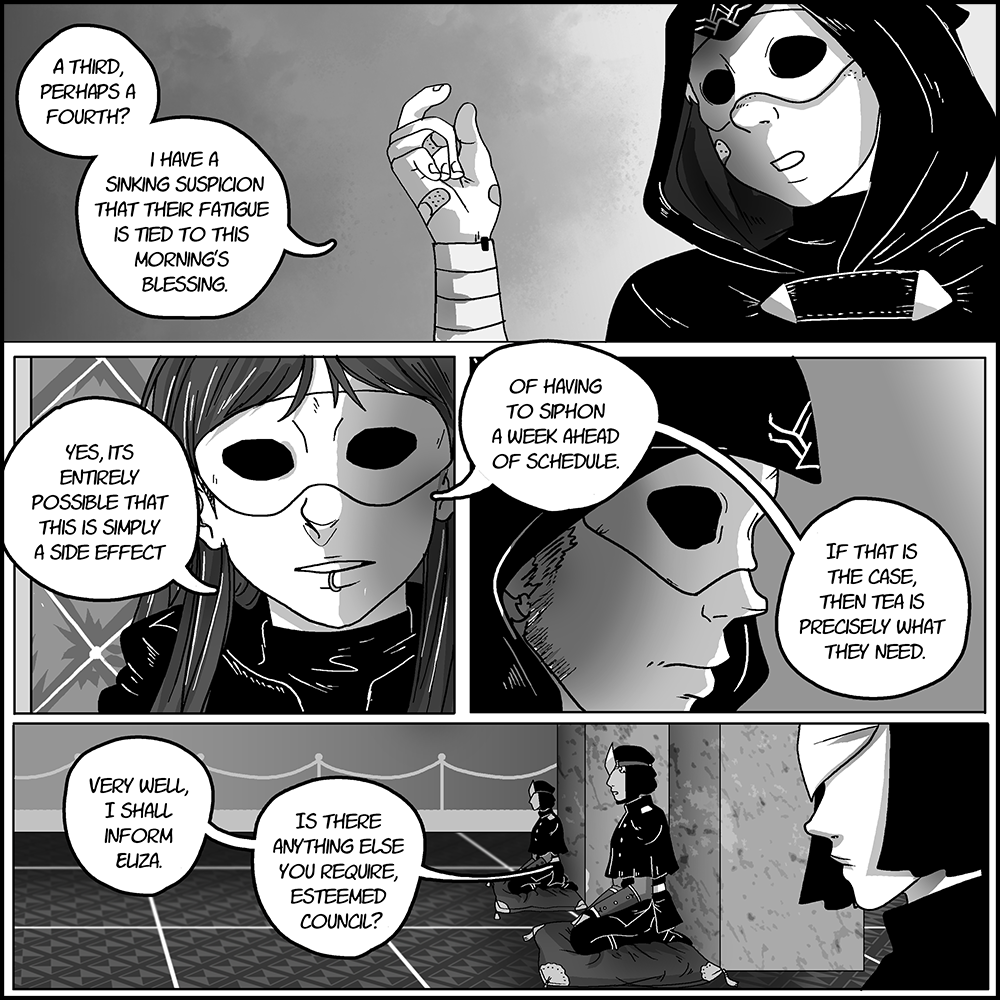 A THIRD,
PERHAPS A
FOURTH?
I HAVE A
SINKING SUSPICION
THAT THEIR FATIGUE
IS TIED TO THIS
MORNING'S
BLESSING.
YES, ITS
ENTIRELY
POSSIBLE THAT
THIS IS SIMPLY
A SIDE EFFECT
OF HAVING
TO SIPHON
A WEEK AHEAD
OF SCHEDULE.
IF THAT IS
THE CASE,
THEN TEA IS
PRECISELY WHAT
THEY NEED.
VERY WELL,
I SHALL
INFORM
ELIZA.
IS THERE
ANYTHING ELSE
YOU REQUIRE,
ESTEEMED
COUNCIL?